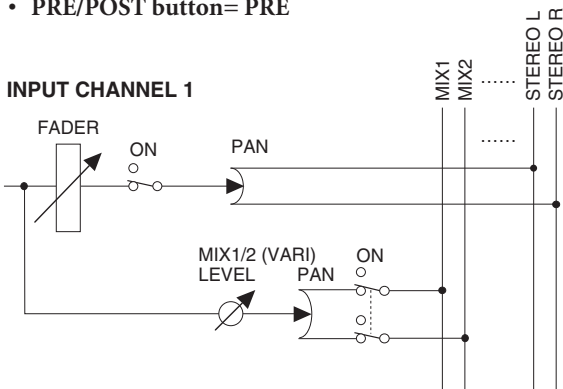 • PRE/POST button= PRE
INPUT CHANNEL 1
MIX1
MIX2
......
STEREO L
STEREO R
......
FADER
ON
PAN
MIX1/2 (VARI)
LEVEL
PAN
ON